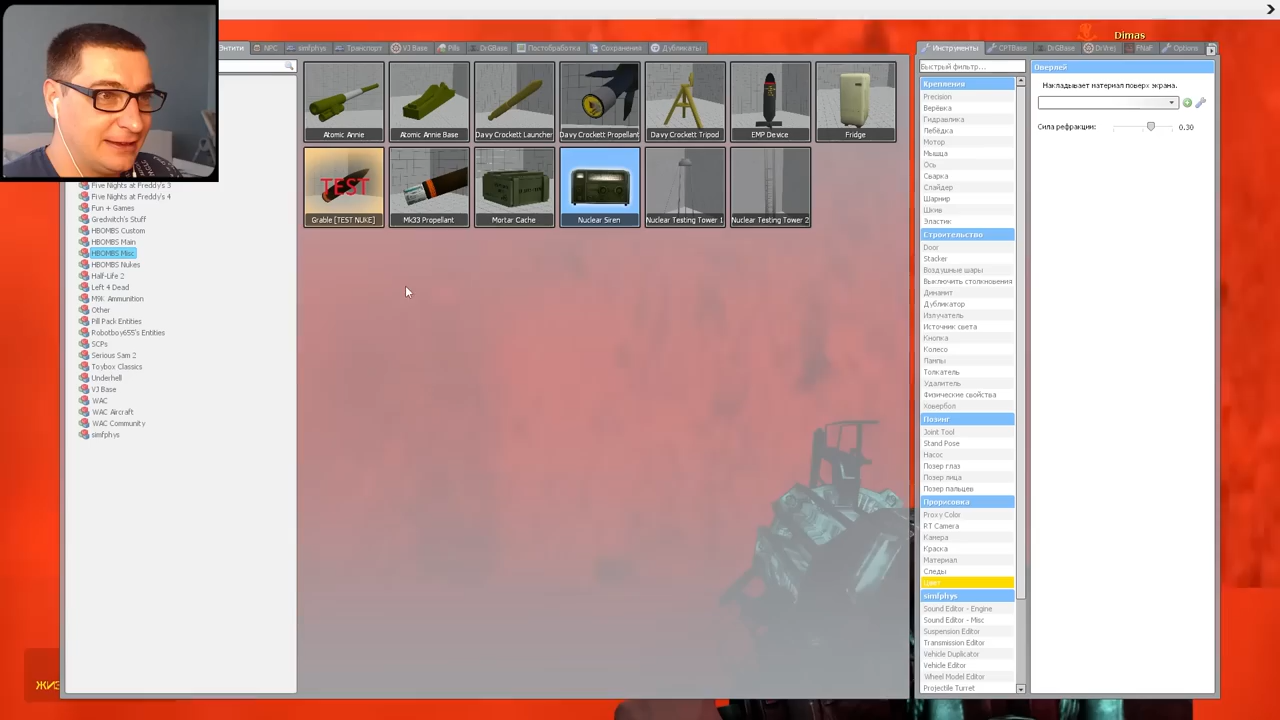 Dimas
нтити NPC simfphys Транспорт VJ Base Pills DrGBase Постобработка Сохранения Дубликаты
Инструменты CPTBase DrGBase DrVrej FNaF Options
Быстрый фильтр...
Оверлей
Накладывает материал поверх экрана.
Сила рефракции: 0.30
Atomic Annie
Atomic Annie Base
Davy Crockett Launcher
Davy Crockett Propellant
Davy Crockett Tripod
EMP Device
Fridge
TEST
Grable [TEST NUKE]
Mk33 Propellant
Mortar Cache
Nuclear Siren
Nuclear Testing Tower 1
Nuclear Testing Tower 2
Five Nights at Freddy's 3
Five Nights at Freddy's 4
Fun + Games
Gredwitch's Stuff
HBOMBS Custom
HBOMBS Main
HBOMBS Misc
HBOMBS Nukes
Half-Life 2
Left 4 Dead
M9K Ammunition
Other
Pill Pack Entities
Robotboy655's Entities
SCPs
Serious Sam 2
Toybox Classics
Underhell
VJ Base
WAC
WAC Aircraft
WAC Community
simfphys
Крепления
Precision
Верёвка
Гидравлика
Лебёдка
Мотор
Мышца
Ось
Сварка
Слайдер
Шарнир
Шкив
Эластик
Строительство
Door
Stacker
Воздушные шары
Выключить столкновения
Динамит
Дубликатор
Излучатель
Источник света
Кнопка
Колесо
Лампы
Толкатель
Удалитель
Физические свойства
Ховербол
Позинг
Joint Tool
Stand Pose
Насос
Позер глаз
Позер лица
Позер пальцев
Прорисовка
Proxy Color
RT Camera
Камера
Краска
Материал
Следы
Цвет
simfphys
Sound Editor - Engine
Sound Editor - Misc
Suspension Editor
Transmission Editor
Vehicle Duplicator
Vehicle Editor
Wheel Model Editor
Projectile Turret